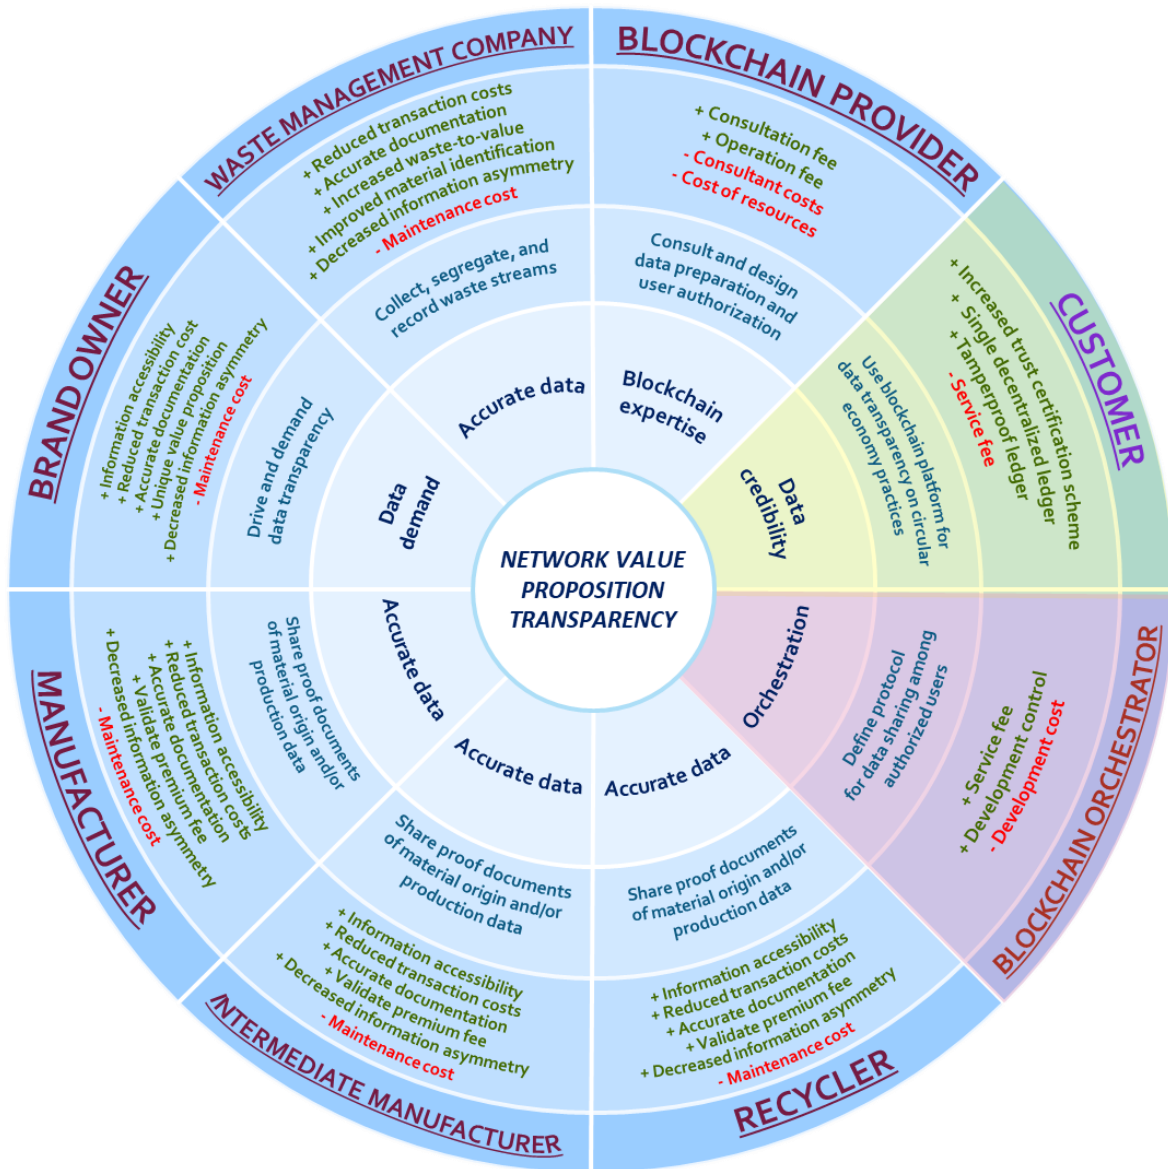 NETWORK VALUE
PROPOSITION
TRANSPARENCY
BLOCKCHAIN PROVIDER
+ Consultation fee
+ Operation fee
- Consultant costs
- Cost of resources
Consult and design
data preparation and
user authorization
Blockchain
expertise
CUSTOMER
+ Increased trust certification scheme
+ Single decentralized ledger
+ Tamperproof ledger
- Service fee
Use blockchain platform for
data transparency on circular
economy practices
Data
credibility
BLOCKCHAIN ORCHESTRATOR
+ Service fee
+ Development control
- Development cost
Define protocol
for data sharing among
authorized users
Orchestration
RECYCLER
+ Information accessibility
+ Reduced transaction costs
+ Accurate documentation
+ Validate premium fee
+ Decreased information asymmetry
- Maintenance cost
Share proof documents
of material origin and/or
production data
Accurate data
INTERMEDIATE MANUFACTURER
+ Information accessibility
+ Reduced transaction costs
+ Accurate documentation
+ Validate premium fee
+ Decreased information asymmetry
- Maintenance cost
Share proof documents
of material origin and/or
production data
Accurate data
MANUFACTURER
+ Information accessibility
+ Reduced transaction costs
+ Accurate documentation
+ Validate premium fee
+ Decreased information asymmetry
- Maintenance cost
Share proof documents
of material origin and/or
production data
Accurate data
BRAND OWNER
+ Information accessibility
+ Reduced transaction cost
+ Accurate documentation
+ Unique value proposition
+ Decreased information asymmetry
- Maintenance cost
Drive and demand
data transparency
Data
demand
WASTE MANAGEMENT COMPANY
+ Reduced transaction costs
+ Accurate documentation
+ Increased waste-to-value
+ Improved material identification
+ Decreased information asymmetry
- Maintenance cost
Collect, segregate, and
record waste streams
Accurate data